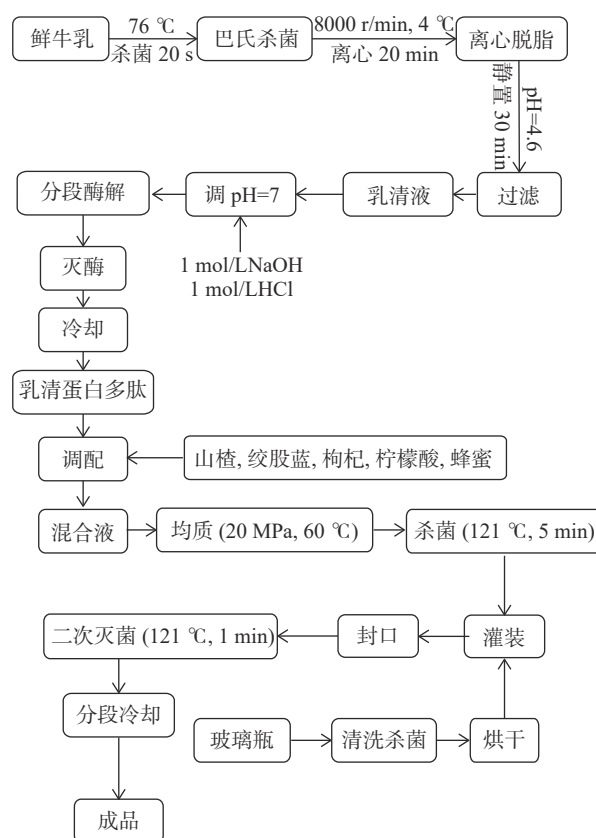 鲜牛乳
76 ℃
杀菌 20 s
巴氏杀菌
8000 r/min, 4 ℃
离心 20 min
离心脱脂
pH=4.6
静置 30 min
过滤
乳清液
调 pH=7
1 mol/LNaOH
1 mol/LHCl
分段酶解
灭酶
冷却
乳清蛋白多肽
调配
山楂, 绞股蓝, 枸杞, 柠檬酸, 蜂蜜
混合液
均质 (20 MPa, 60 ℃)
杀菌 (121 ℃, 5 min)
灌装
封口
二次灭菌 (121 ℃, 1 min)
分段冷却
玻璃瓶
清洗杀菌
烘干
成品